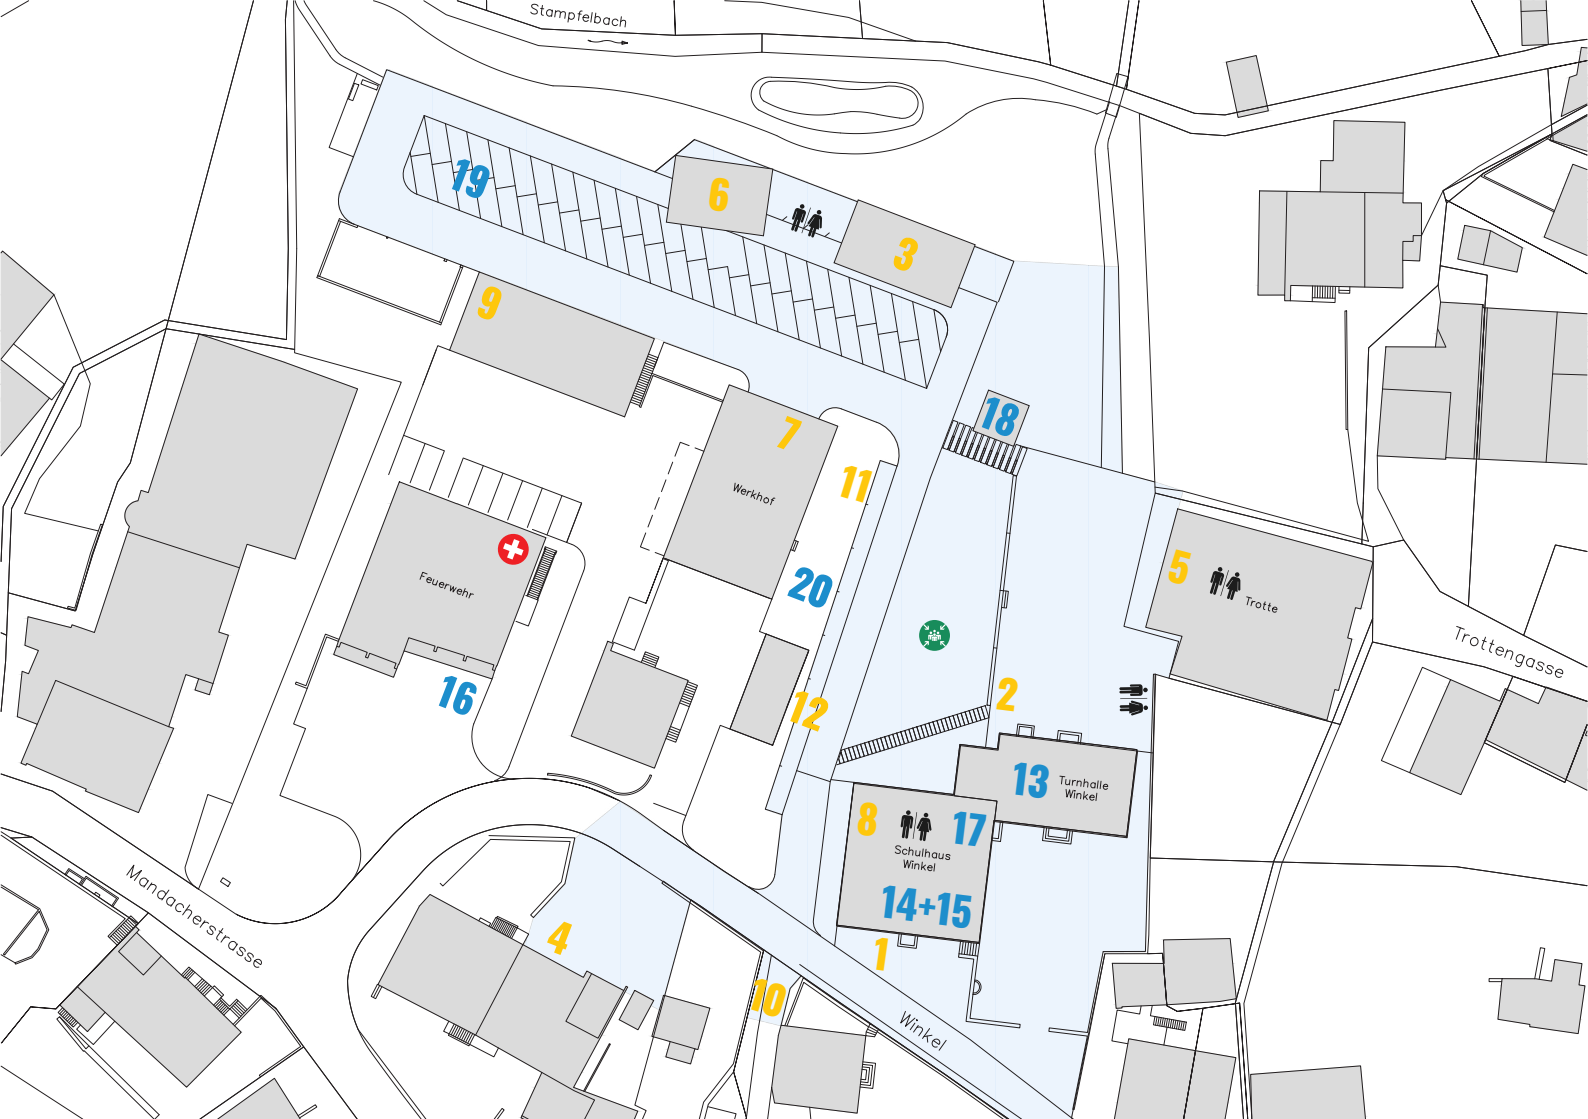 Stampfelbach
19
6
3
9
18
7
11
Werkhof
5
Trotte
Feuerwehr
20
Trottengasse
16
2
12
13
Turnhalle
Winkel
8
17
Schulhaus
Winkel
14+15
Mandacherstrasse
4
1
10
Winkel